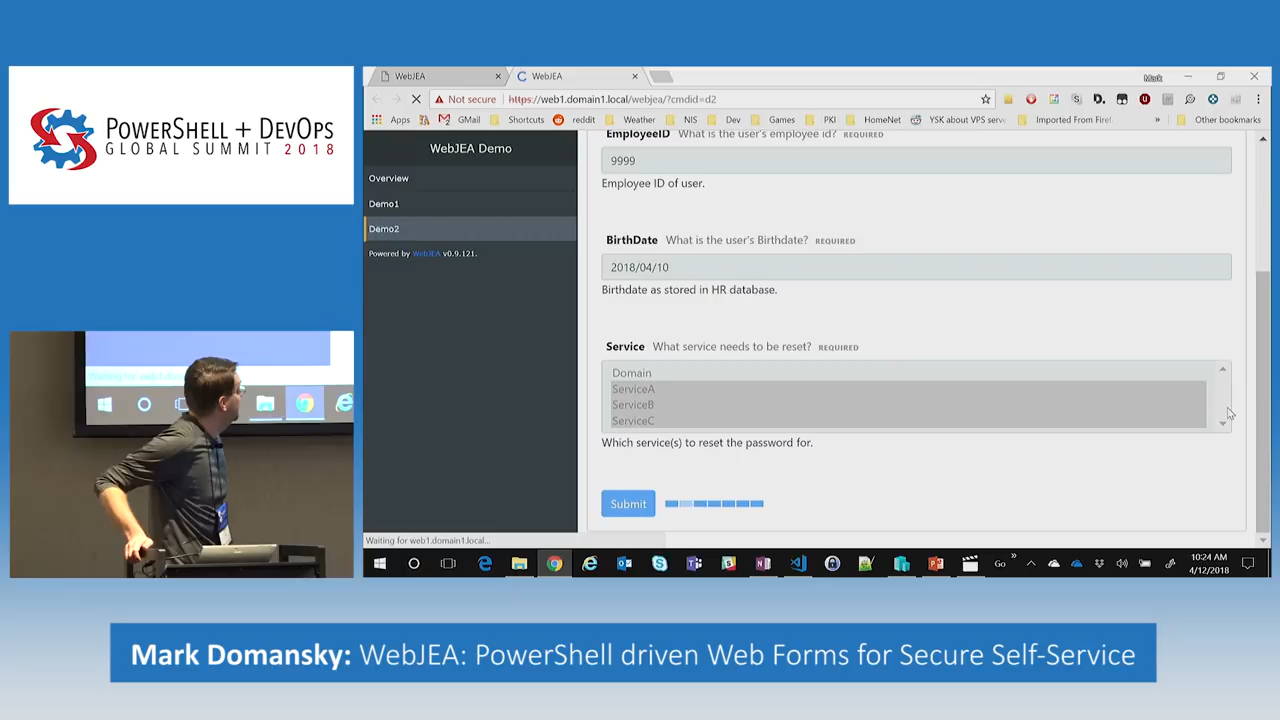 POWERSHELL + DEVOPS
GLOBAL SUMMIT 2018
WebJEA
WebJEA
Mark
Not secure
https://web1.domain1.local/webjea/?cmdid=d2
Apps
GMail
Shortcuts
reddit
Weather
NIS
Dev
Games
PKI
HomeNet
YSK about VPS serv
Imported From Firef
»
Other bookmarks
WebJEA Demo
Overview
Demo1
Demo2
Powered by WebJEA v0.9.121.
EmployeeID What is the user's employee id? REQUIRED
9999
Employee ID of user.
BirthDate What is the user's Birthdate? REQUIRED
2018/04/10
Birthdate as stored in HR database.
Service What service needs to be reset? REQUIRED
Domain
ServiceA
ServiceB
ServiceC
Which service(s) to reset the password for.
Submit
Waiting for web1.domain1.local...
Go
10:24 AM
4/12/2018
Waiting for web1
Mark Domansky: WebJEA: PowerShell driven Web Forms for Secure Self-Service